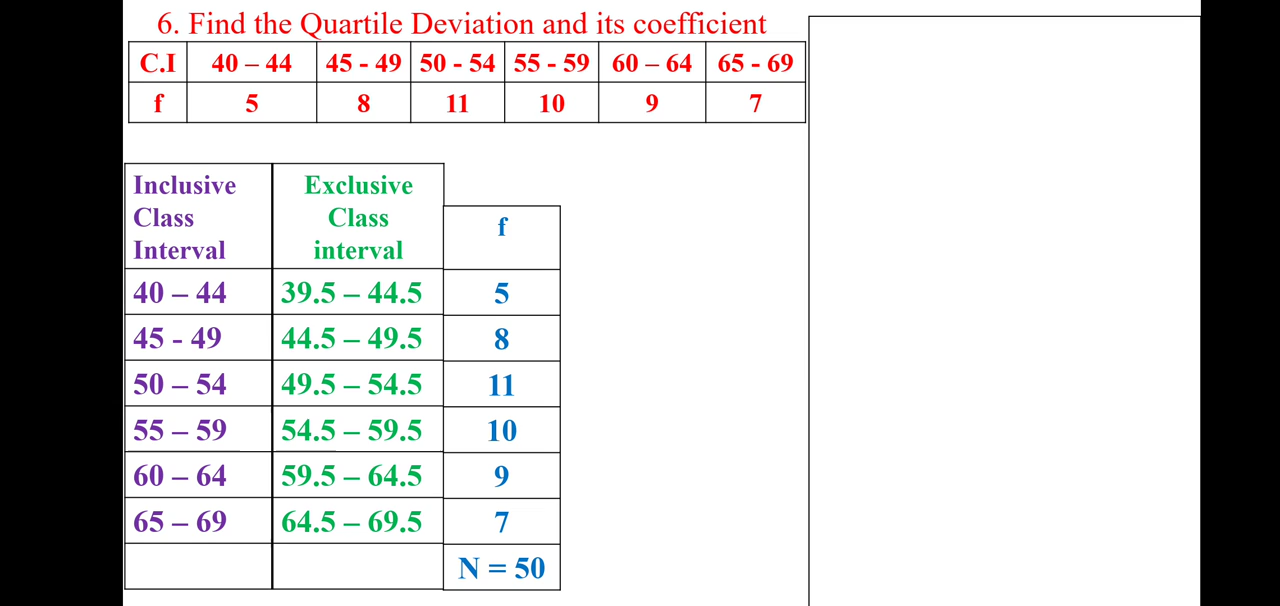 6. Find the Quartile Deviation and its coefficient
C.I 40 – 44 45 - 49 50 - 54 55 - 59 60 – 64 65 - 69
f 5 8 11 10 9 7
Inclusive Class Interval Exclusive Class interval f
40 – 44 39.5 – 44.5 5
45 - 49 44.5 – 49.5 8
50 – 54 49.5 – 54.5 11
55 – 59 54.5 – 59.5 10
60 – 64 59.5 – 64.5 9
65 – 69 64.5 – 69.5 7
N = 50